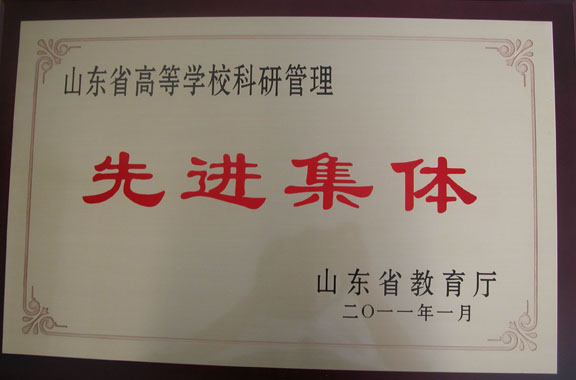 山东省高等学校科研管理
先进集体
山东省教育厅
二〇一一年一月